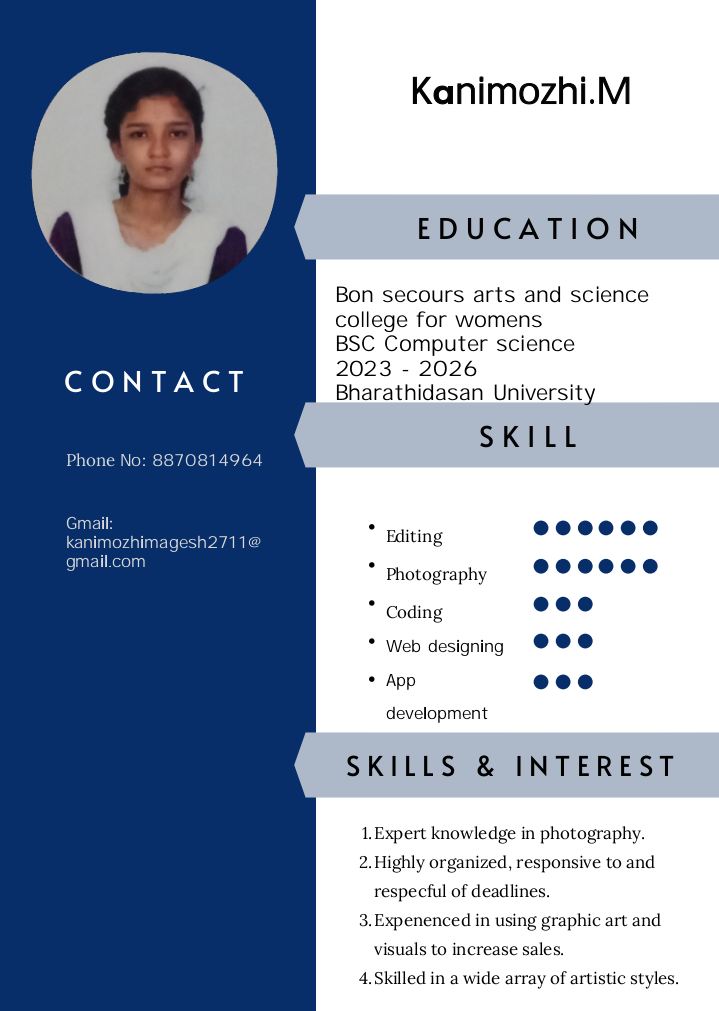 Kanimozhi.M
EDUCATION
Bon secours arts and science
college for womens
BSC Computer science
2023 - 2026
Bharathidasan University
CONTACT
Phone No: 8870814964
Gmail:
kanimozhimagesh2711@
gmail.com
SKILL
• Editing
• Photography
• Coding
• Web designing
• App
development
SKILLS & INTEREST
1. Expert knowledge in photography.
2. Highly organized, responsive to and
respecful of deadlines.
3. Expenenced in using graphic art and
visuals to increase sales.
4. Skilled in a wide array of artistic styles.